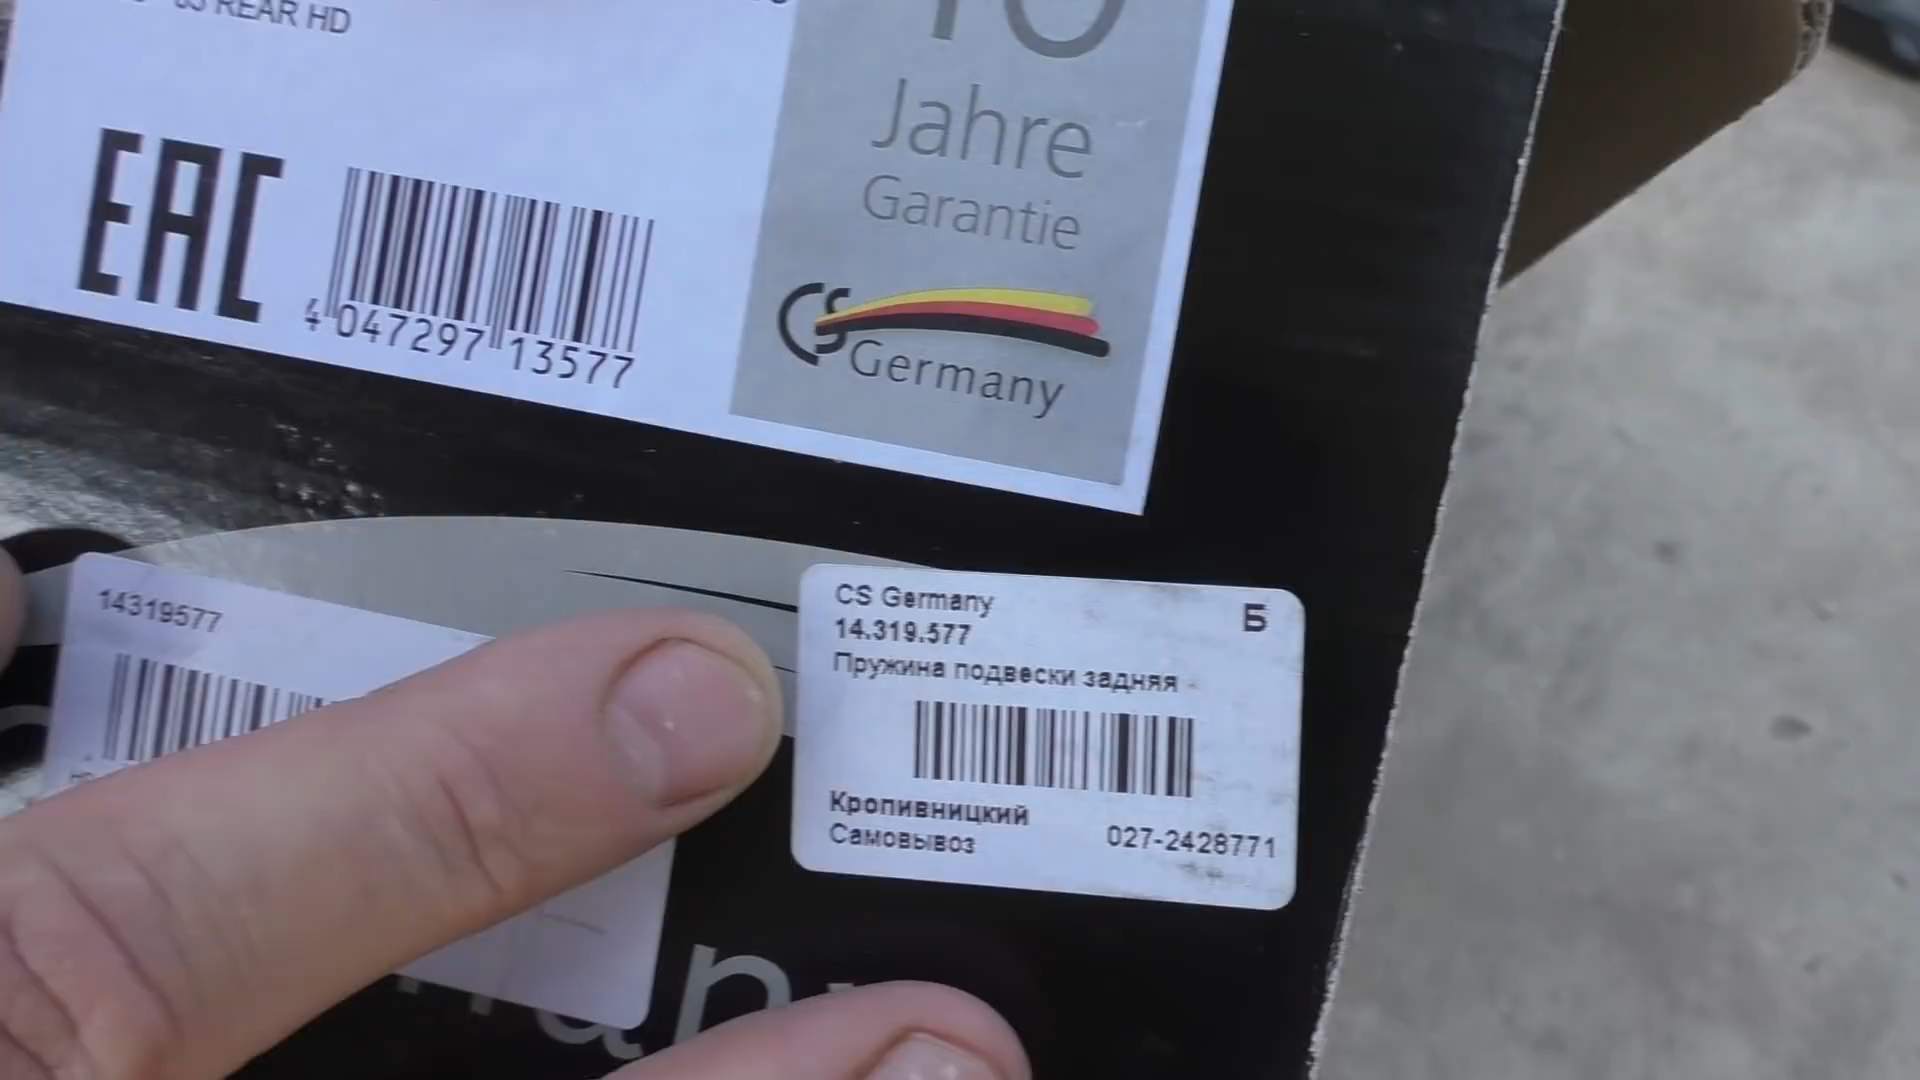 REAR HD
10
Jahre
Garantie
EAC
4 047297 13577
CS
Germany
14319577
CS Germany
Б
14.319.577
Пружина подвески задняя -
Кропивницкий
Самовывоз
027-2428771